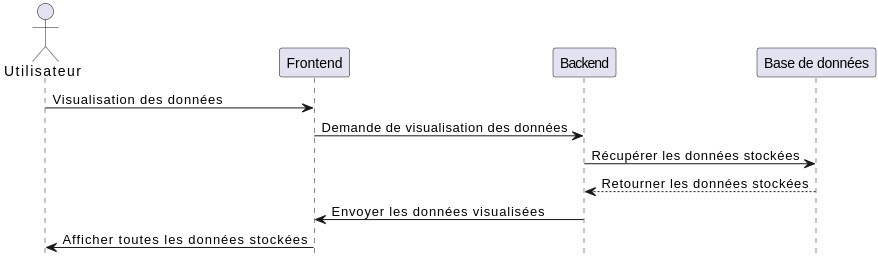 Utilisateur
Frontend
Backend
Base de données
Visualisation des données
Demande de visualisation des données
Récupérer les données stockées
Retourner les données stockées
Envoyer les données visualisées
Afficher toutes les données stockées